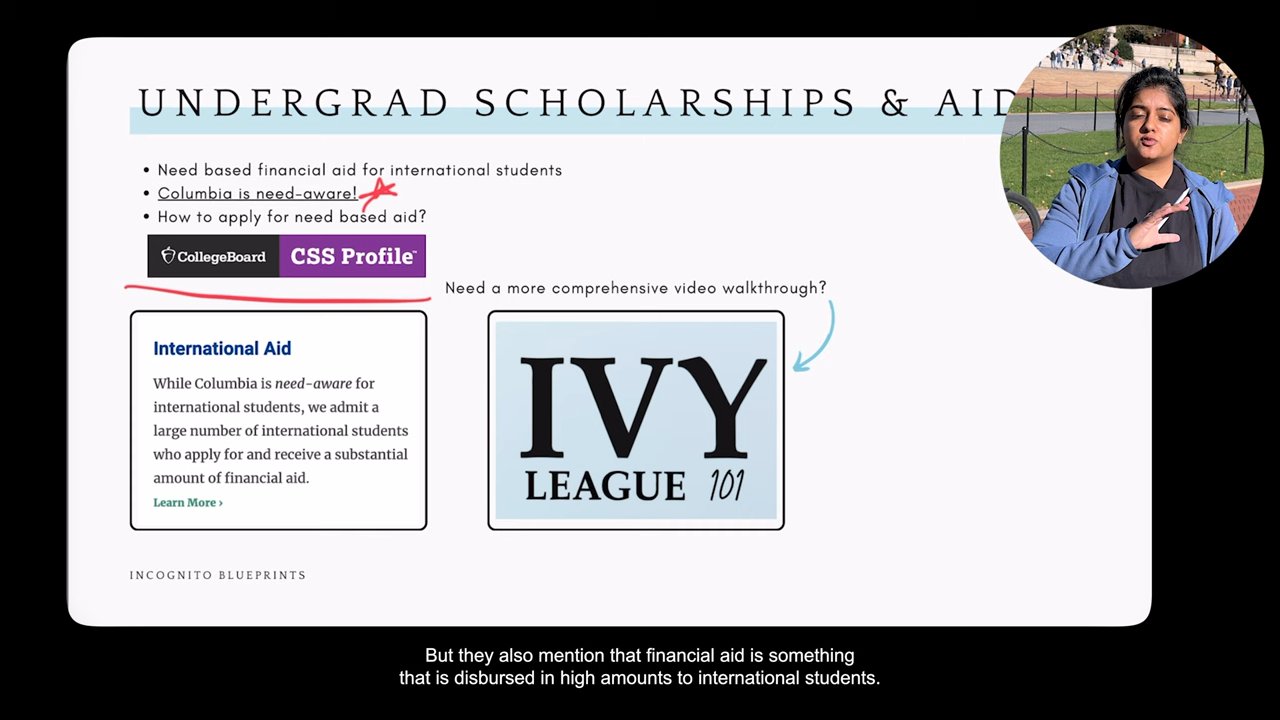 UNDERGRAD SCHOLARSHIPS & AID
• Need based financial aid for international students
• Columbia is need-aware!
• How to apply for need based aid?
CollegeBoard CSS Profile™
Need a more comprehensive video walkthrough?
International Aid
While Columbia is need-aware for
international students, we admit a
large number of international students
who apply for and receive a substantial
amount of financial aid.
Learn More ›
IVY
LEAGUE 101
INCOGNITO BLUEPRINTS
But they also mention that financial aid is something
that is disbursed in high amounts to international students.